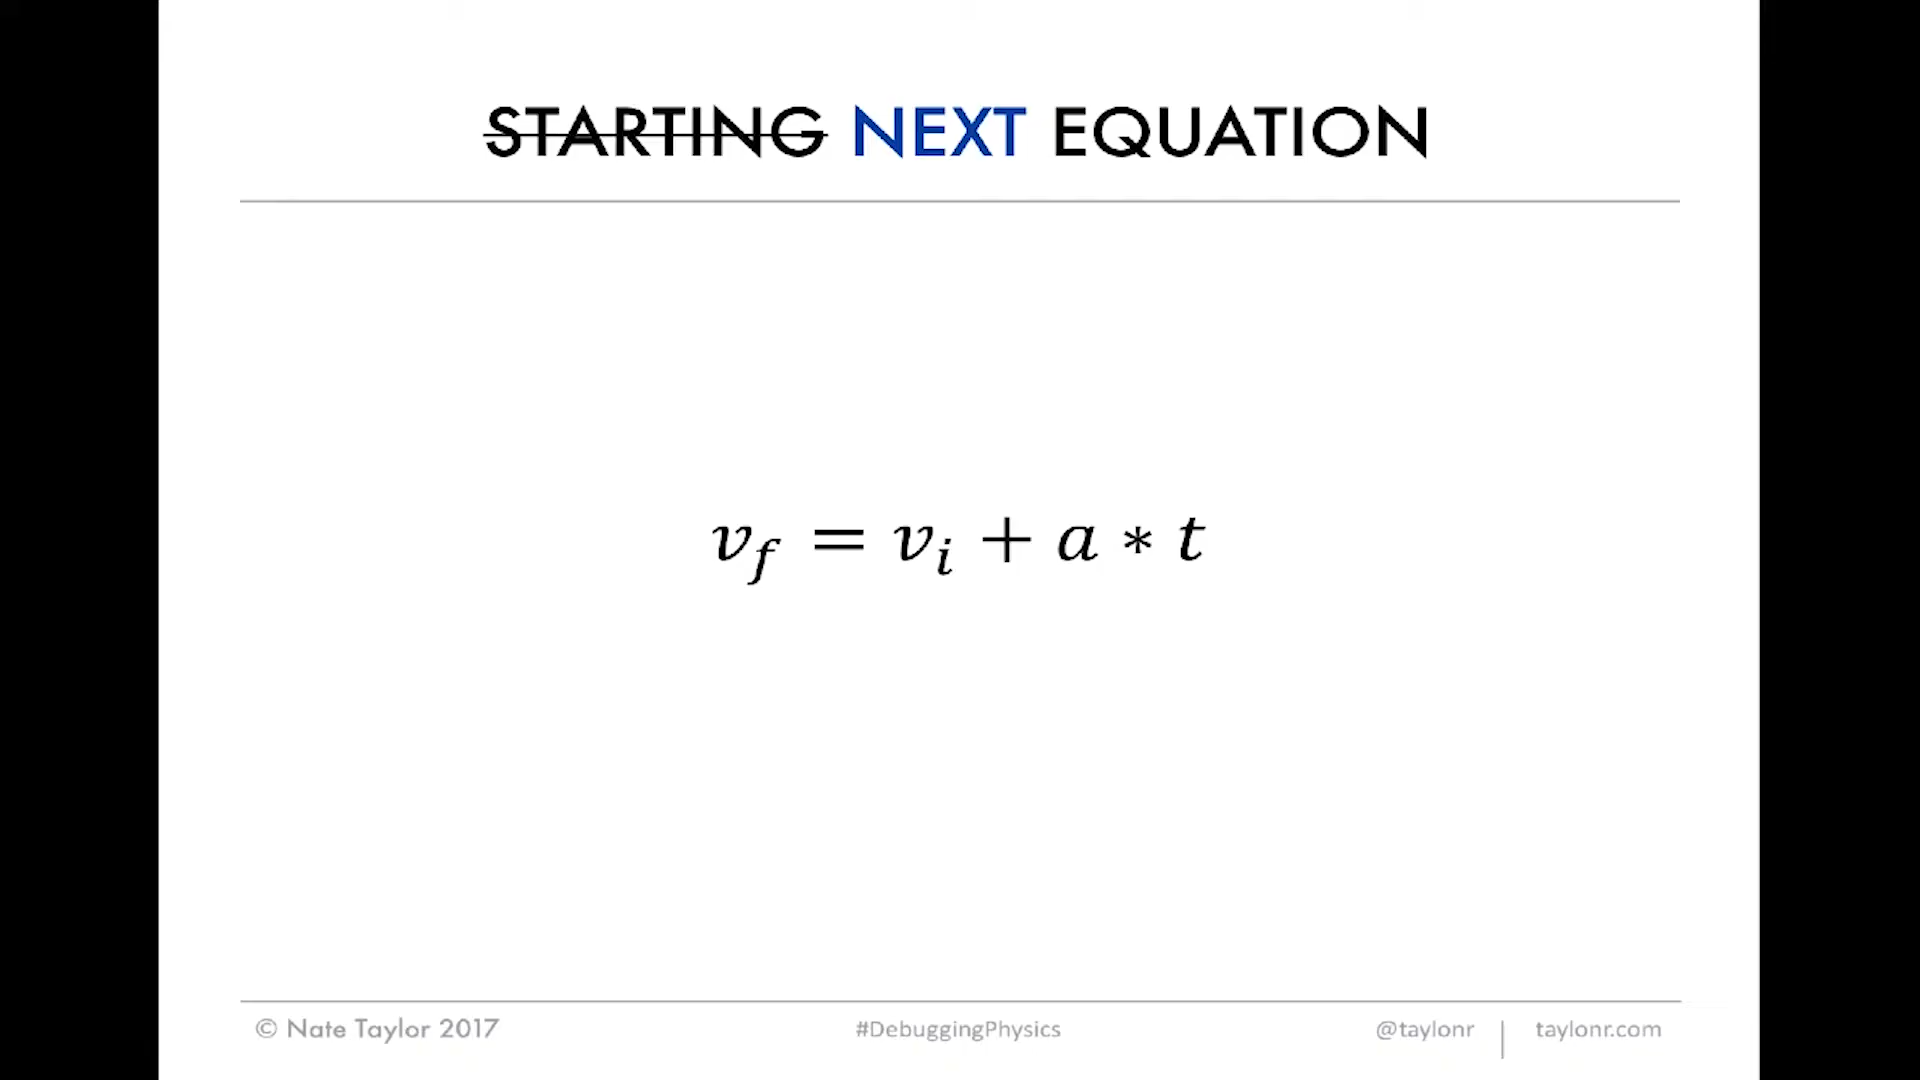 STARTING NEXT EQUATION
v_f = v_i + a * t
© Nate Taylor 2017 #DebuggingPhysics @taylonr | taylonr.com